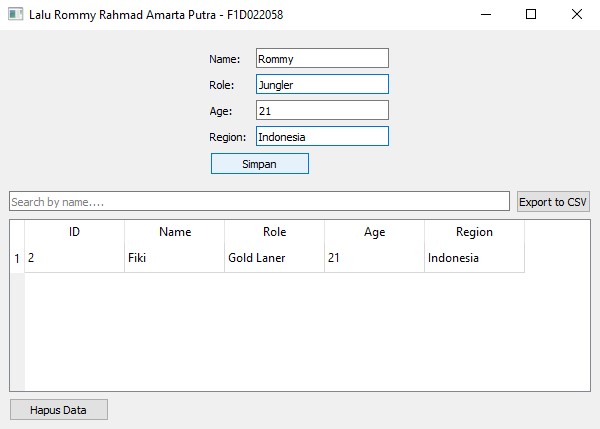 Lalu Rommy Rahmad Amarta Putra - F1D022058
Name: Rommy
Role: Jungler
Age: 21
Region: Indonesia
Simpan
Search by name.... Export to CSV
ID Name Role Age Region
1 2 Fiki Gold Laner 21 Indonesia
Hapus Data